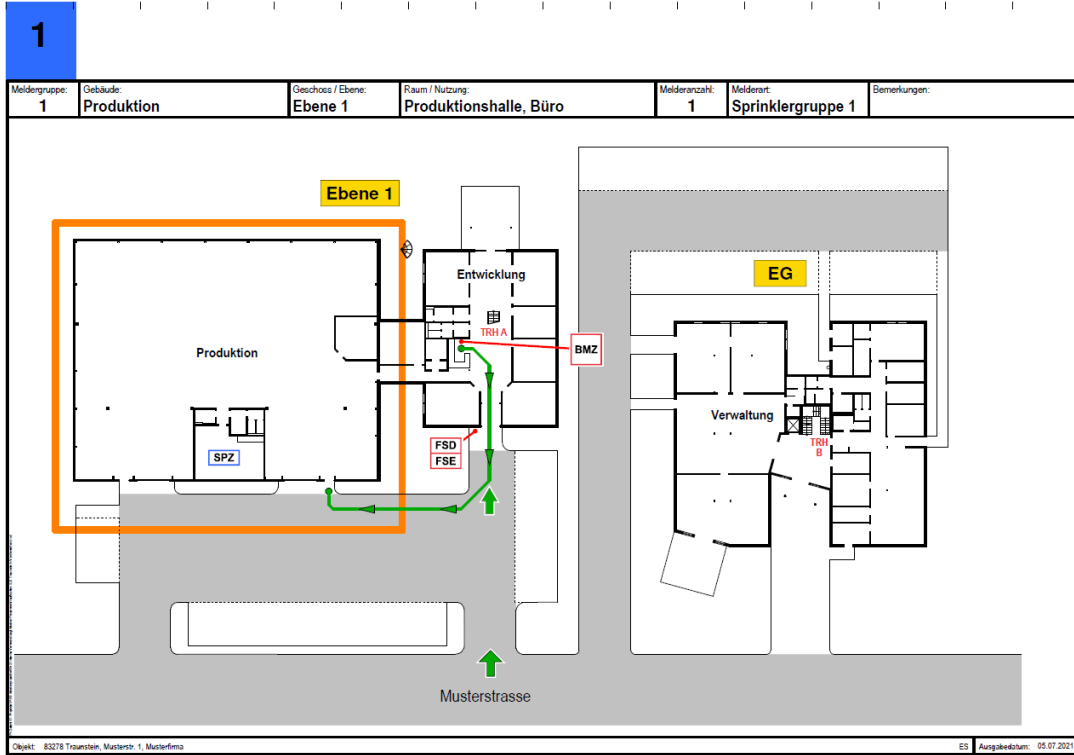 1
Meldergruppe: Gebäude: Geschoss / Ebene: Raum / Nutzung: Melderanzahl: Melderart: Bemerkungen:
1 Produktion Ebene 1 Produktionshalle, Büro 1 Sprinklergruppe 1
Ebene 1
EG
Entwicklung
TRH A
BMZ
Produktion
Verwaltung
TRH
B
FSD
FSE
SPZ
Musterstrasse
Objekt: 83278 Traunstein, Musterstr. 1, Musterfirma ES Ausgabedatum: 05.07.2021